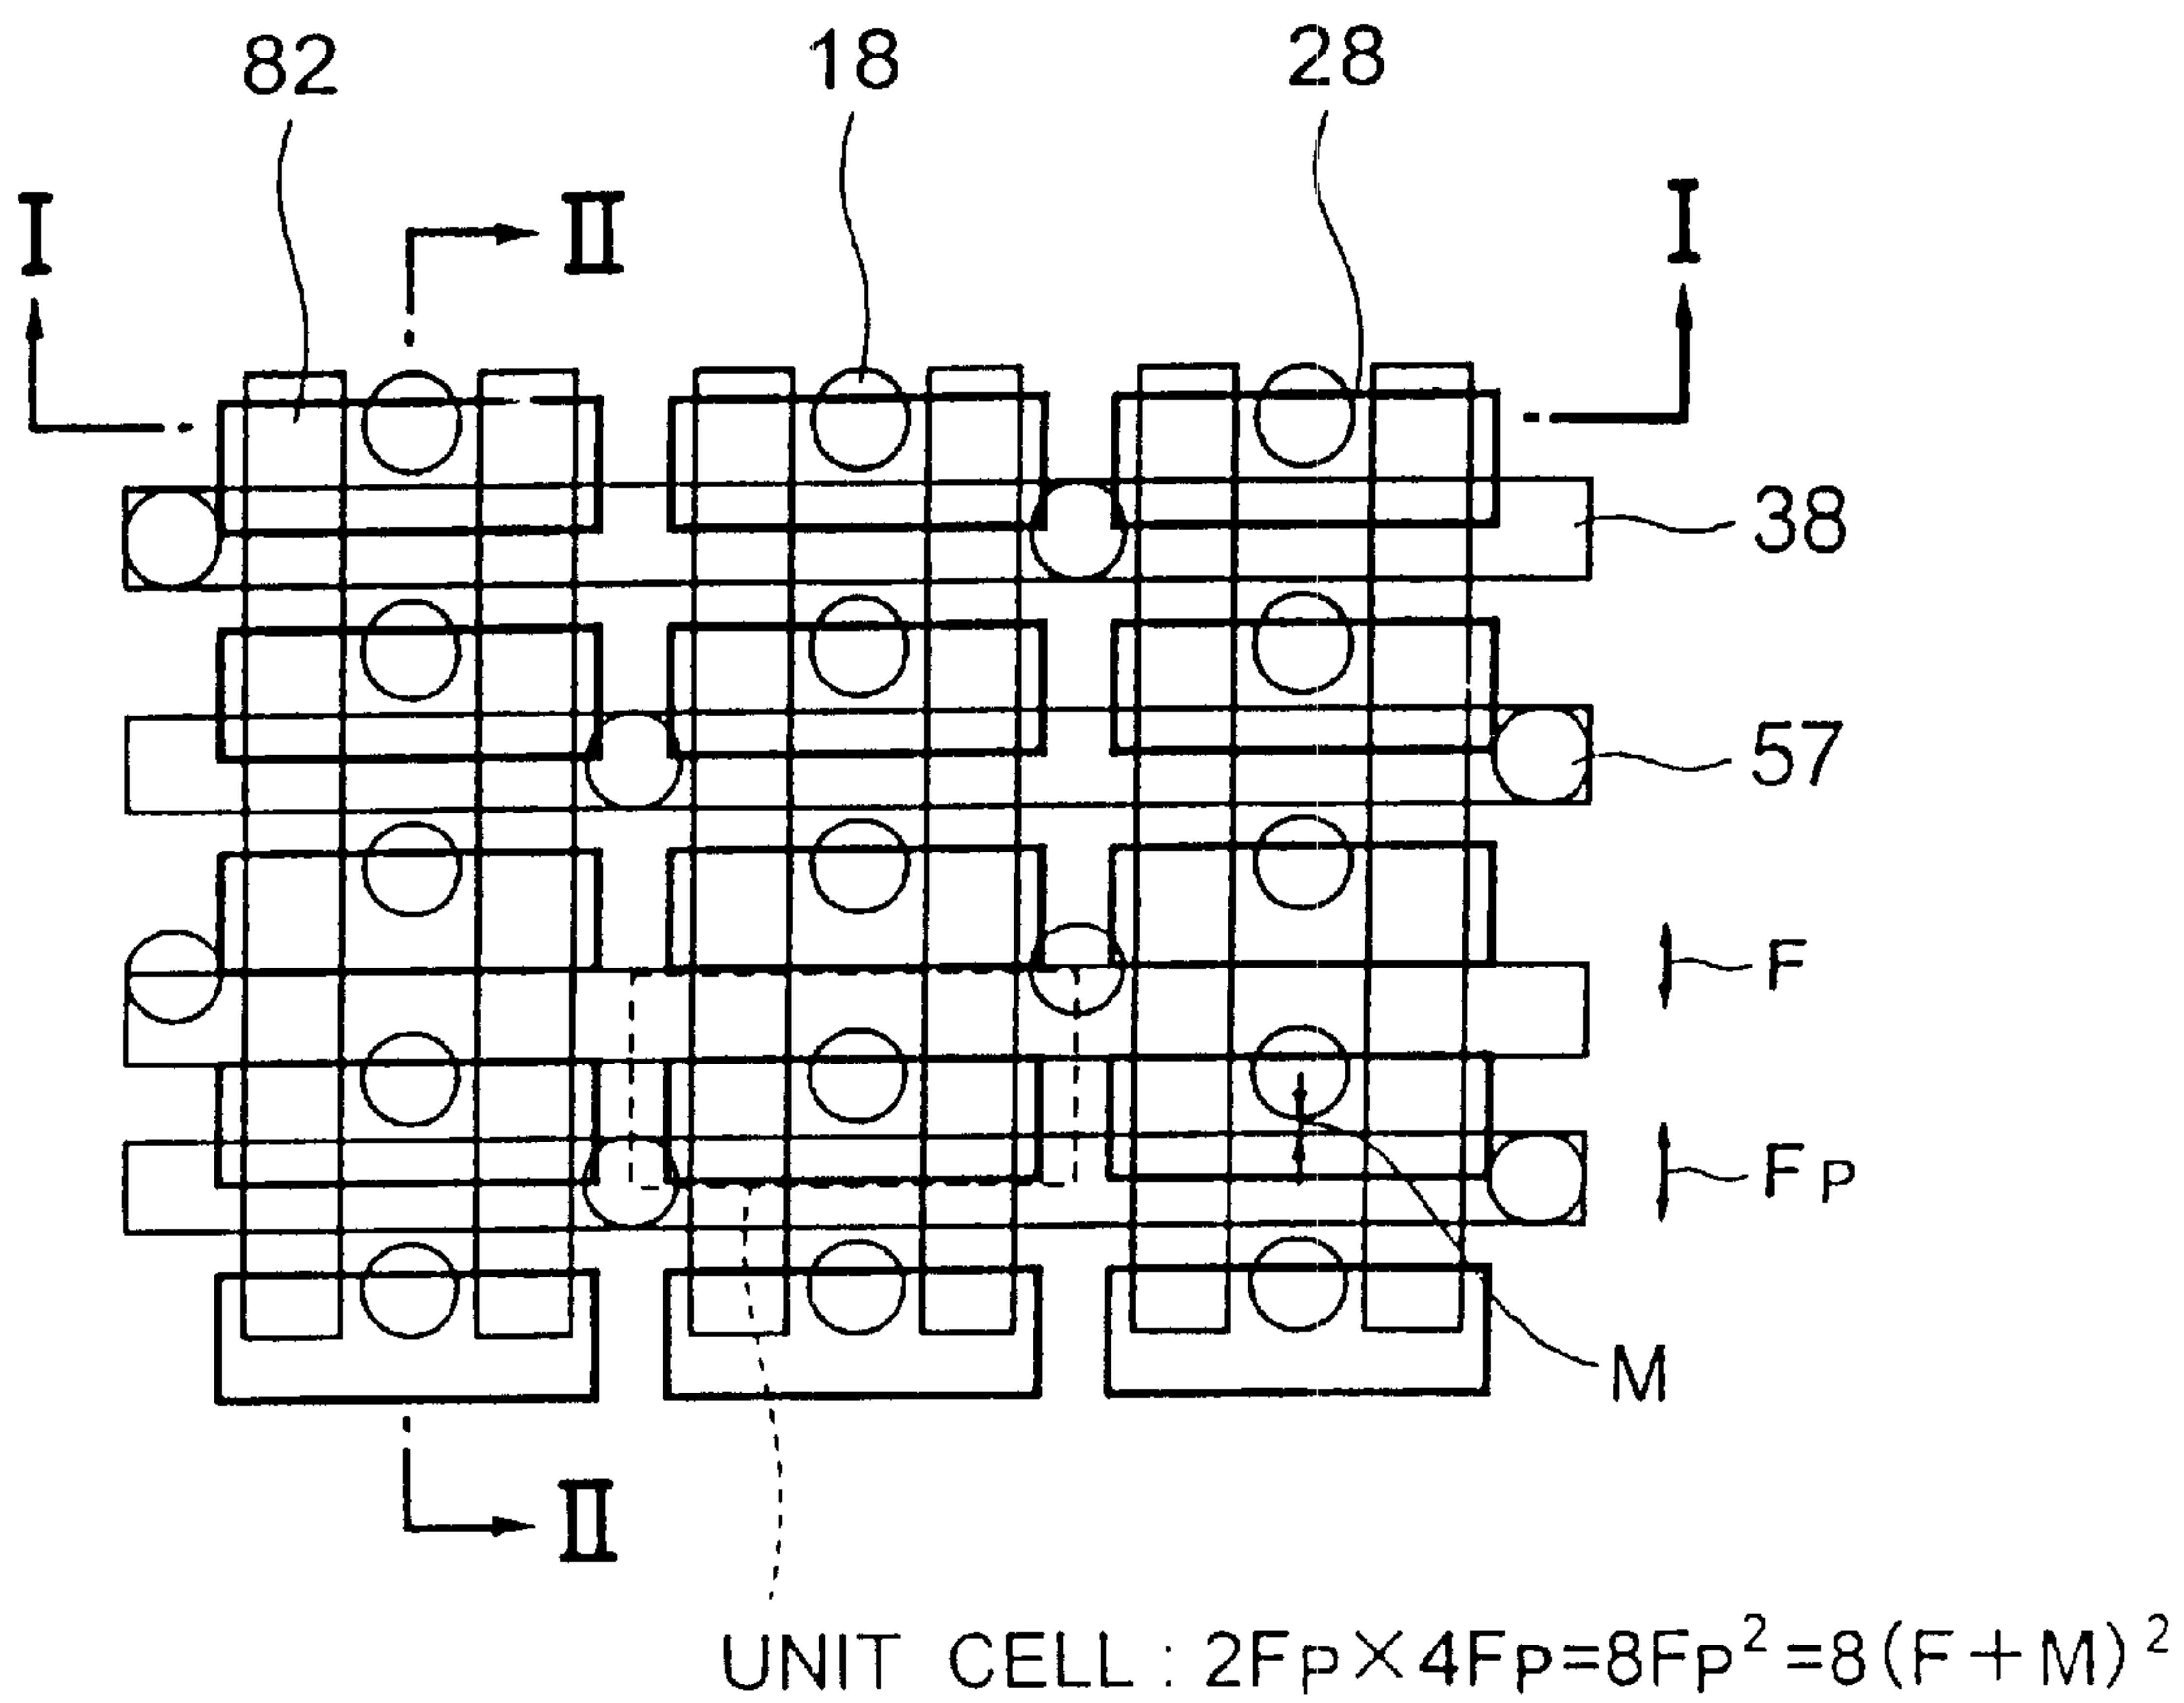 82 18 28
I II I
38
57
F
FP
M
II
UNIT CELL : 2FP×4FP=8FP²=8(F+M)²